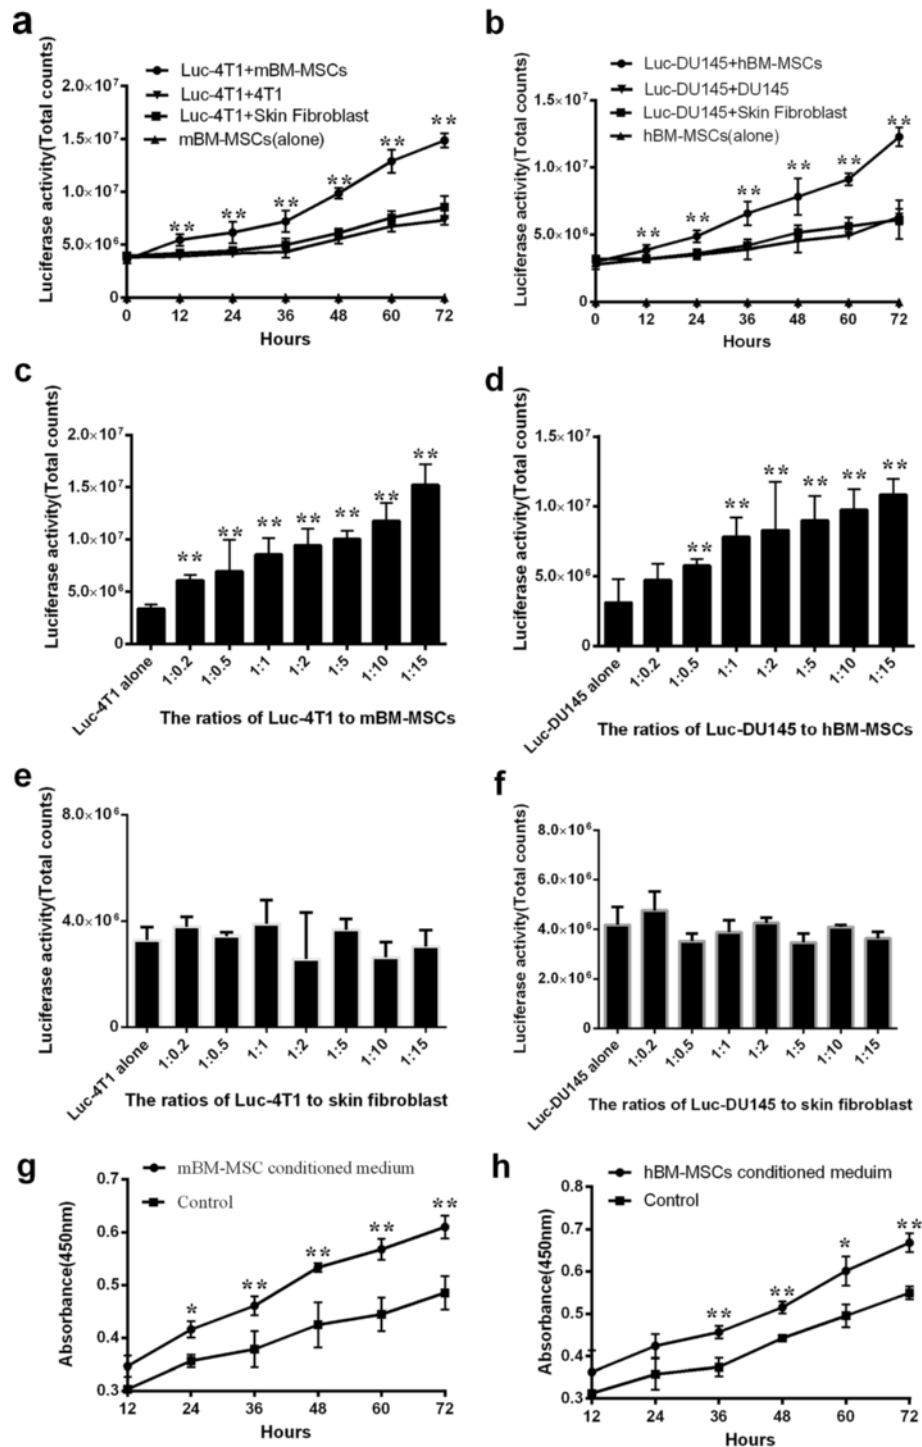 a
Luc-4T1+mBM-MSCs
Luc-4T1+4T1
Luc-4T1+Skin Fibroblast
mBM-MSCs(alone)
Luciferase activity(Total counts)
2.0×10⁷
1.5×10⁷
1.0×10⁷
5.0×10⁶
0
** ** ** ** ** **
0 12 24 36 48 60 72
Hours
b
Luc-DU145+hBM-MSCs
Luc-DU145+DU145
Luc-DU145+Skin Fibroblast
hBM-MSCs(alone)
Luciferase activity(Total counts)
1.5×10⁷
1.0×10⁷
5.0×10⁶
0
** ** ** ** ** **
0 12 24 36 48 60 72
Hours
c
Luciferase activity(Total counts)
2.0×10⁷
1.5×10⁷
1.0×10⁷
5.0×10⁶
0
** ** ** ** ** ** **
Luc-4T1 alone 1:0.2 1:0.5 1:1 1:2 1:5 1:10 1:15
The ratios of Luc-4T1 to mBM-MSCs
d
Luciferase activity(Total counts)
1.5×10⁷
1.0×10⁷
5.0×10⁶
0
** ** ** ** ** **
Luc-DU145 alone 1:0.2 1:0.5 1:1 1:2 1:5 1:10 1:15
The ratios of Luc-DU145 to hBM-MSCs
e
Luciferase activity(Total counts)
8.0×10⁶
4.0×10⁶
0
Luc-4T1 alone 1:0.2 1:0.5 1:1 1:2 1:5 1:10 1:15
The ratios of Luc-4T1 to skin fibroblast
f
Luciferase activity(Total counts)
8.0×10⁶
6.0×10⁶
4.0×10⁶
2.0×10⁶
0
Luc-DU145 alone 1:0.2 1:0.5 1:1 1:2 1:5 1:10 1:15
The ratios of Luc-DU145 to skin fibroblast
g
mBM-MSC conditioned medium
Control
Absorbance(450nm)
0.7
0.6
0.5
0.4
0.3
* ** ** ** **
12 24 36 48 60 72
Hours
h
hBM-MSCs conditioned meduim
Control
Absorbance(450nm)
0.8
0.7
0.6
0.5
0.4
0.3
** ** * **
12 24 36 48 60 72
Hours